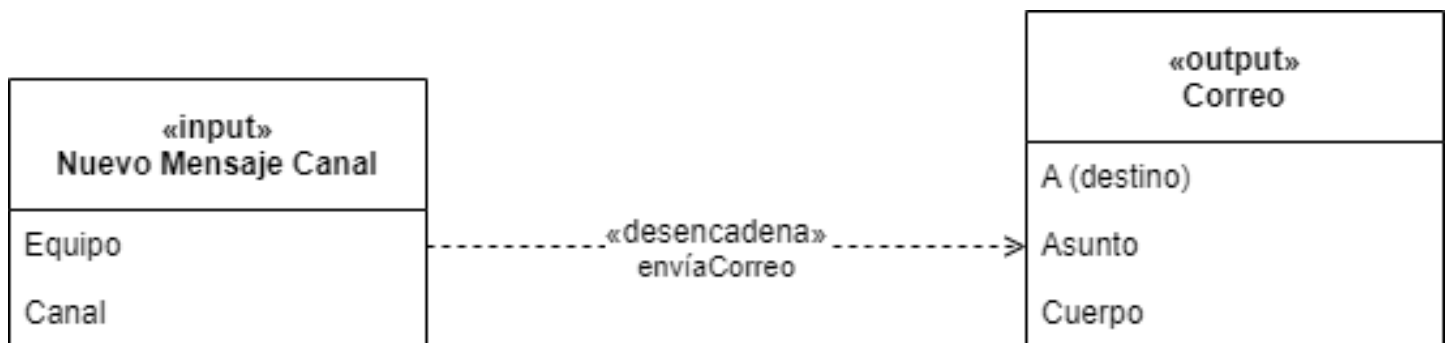 «input»
Nuevo Mensaje Canal
Equipo
Canal
«desencadena»
envíaCorreo
«output»
Correo
A (destino)
Asunto
Cuerpo